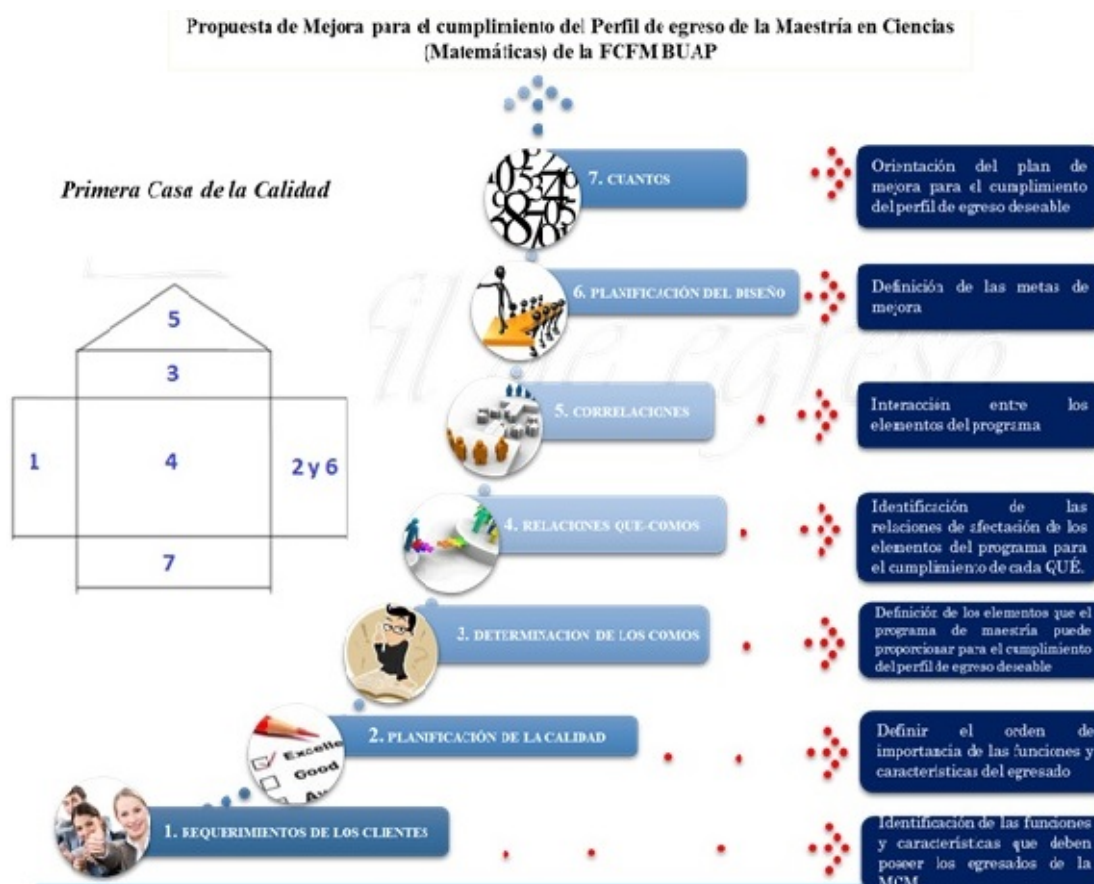 Propuesta de Mejora para el cumplimiento del Perfil de egreso de la Maestría en Ciencias
(Matemáticas) de la FCFM BUAP
Primera Casa de la Calidad
5
3
1
4
2 y 6
7
7. CUANTOS
Orientación del plan de
mejora para el cumplimiento
del perfil de egreso deseable
6. PLANIFICACIÓN DEL DISEÑO
Definición de las metas de
mejora
5. CORRELACIONES
Interacción entre los
elementos del programa
4. RELACIONES QUE-COMOS
Identificación de las
relaciones de afectación de los
elementos del programa para
el cumplimiento de cada QUÉ.
3. DETERMINACION DE LOS COMOS
Definición de los elementos que el
programa de maestría puede
proporcionar para el cumplimiento
del perfil de egreso deseable
2. PLANIFICACIÓN DE LA CALIDAD
Excelle
Good
Definir el orden de
importancia de las funciones y
características del egresado
1. REQUERIMIENTOS DE LOS CLIENTES
Identificación de las funciones
y características que deben
poseer los egresados de la
MCM